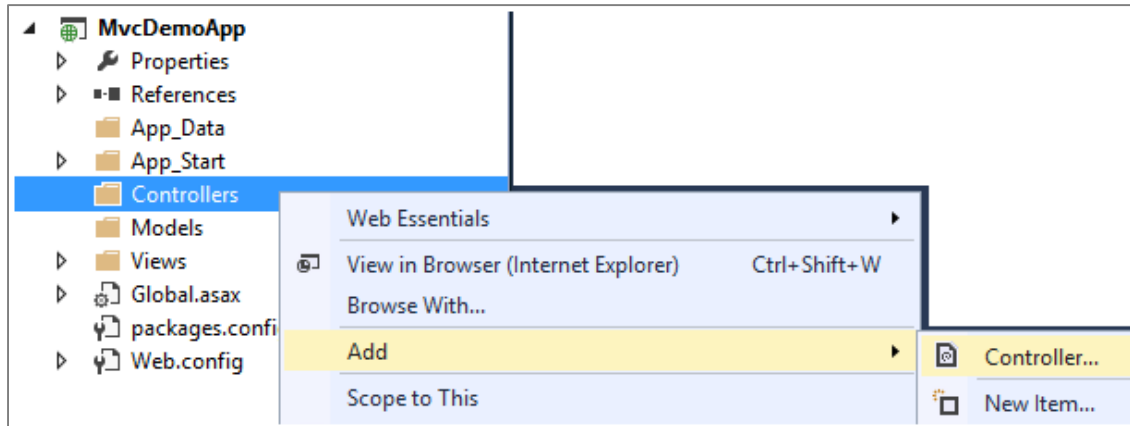 MvcDemoApp
Properties
References
App_Data
App_Start
Controllers
Models
Views
Global.asax
packages.confi
Web.config
Web Essentials
View in Browser (Internet Explorer) Ctrl+Shift+W
Browse With...
Add
Scope to This
Controller...
New Item...